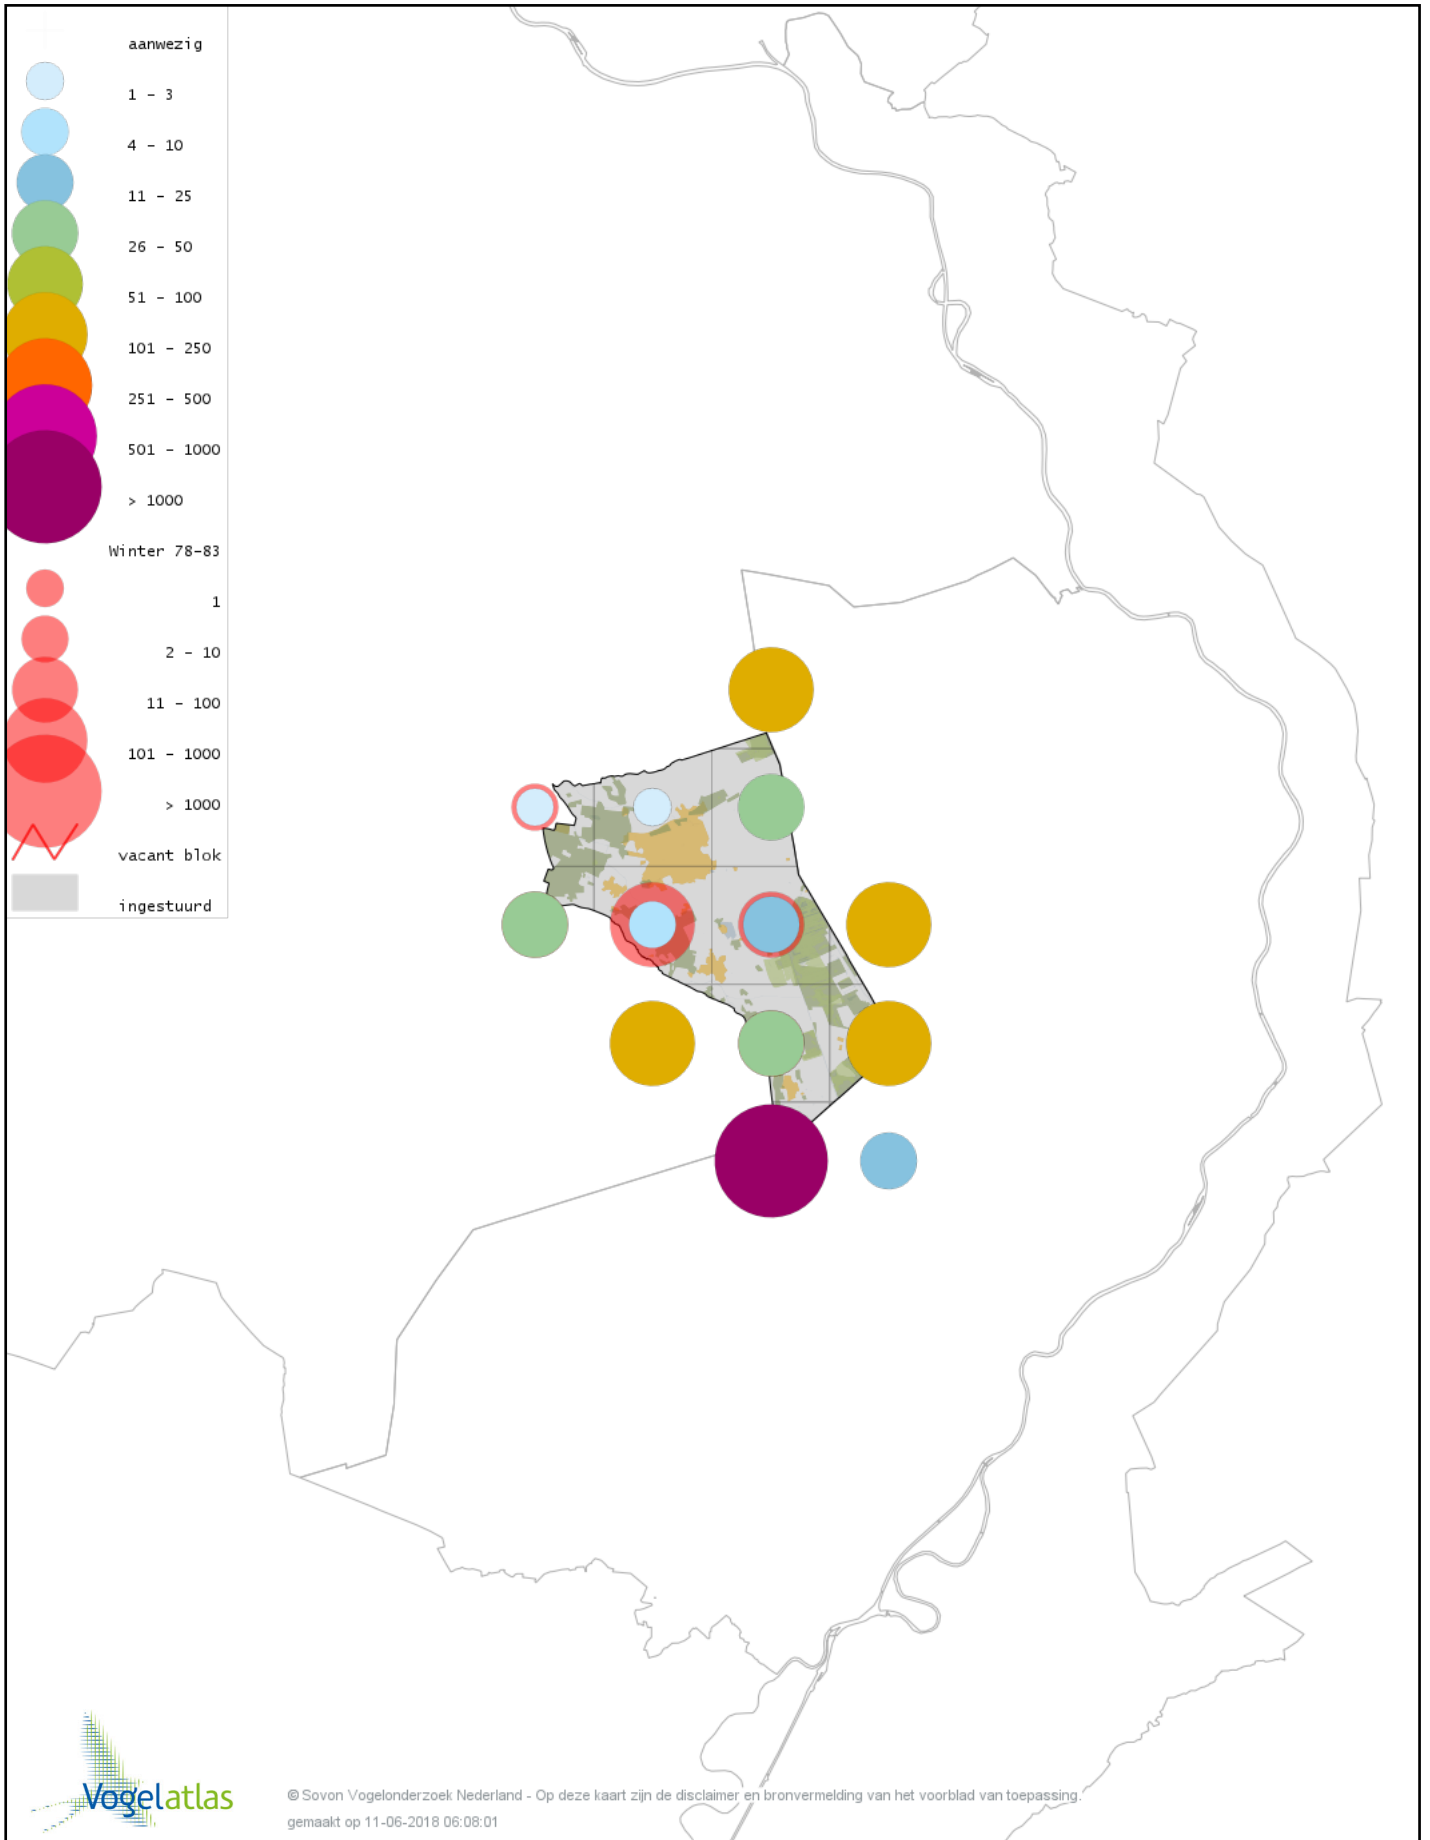 aanwezig
1 – 3
4 – 10
11 – 25
26 – 50
51 – 100
101 – 250
251 – 500
501 – 1000
> 1000
Winter 78-83
1
2 – 10
11 – 100
101 – 1000
> 1000
vacant blok
ingestuurd
Vogelatlas
© Sovon Vogelonderzoek Nederland - Op deze kaart zijn de disclaimer en bronvermelding van het voorblad van toepassing.
gemaakt op 11-06-2018 06:08:01